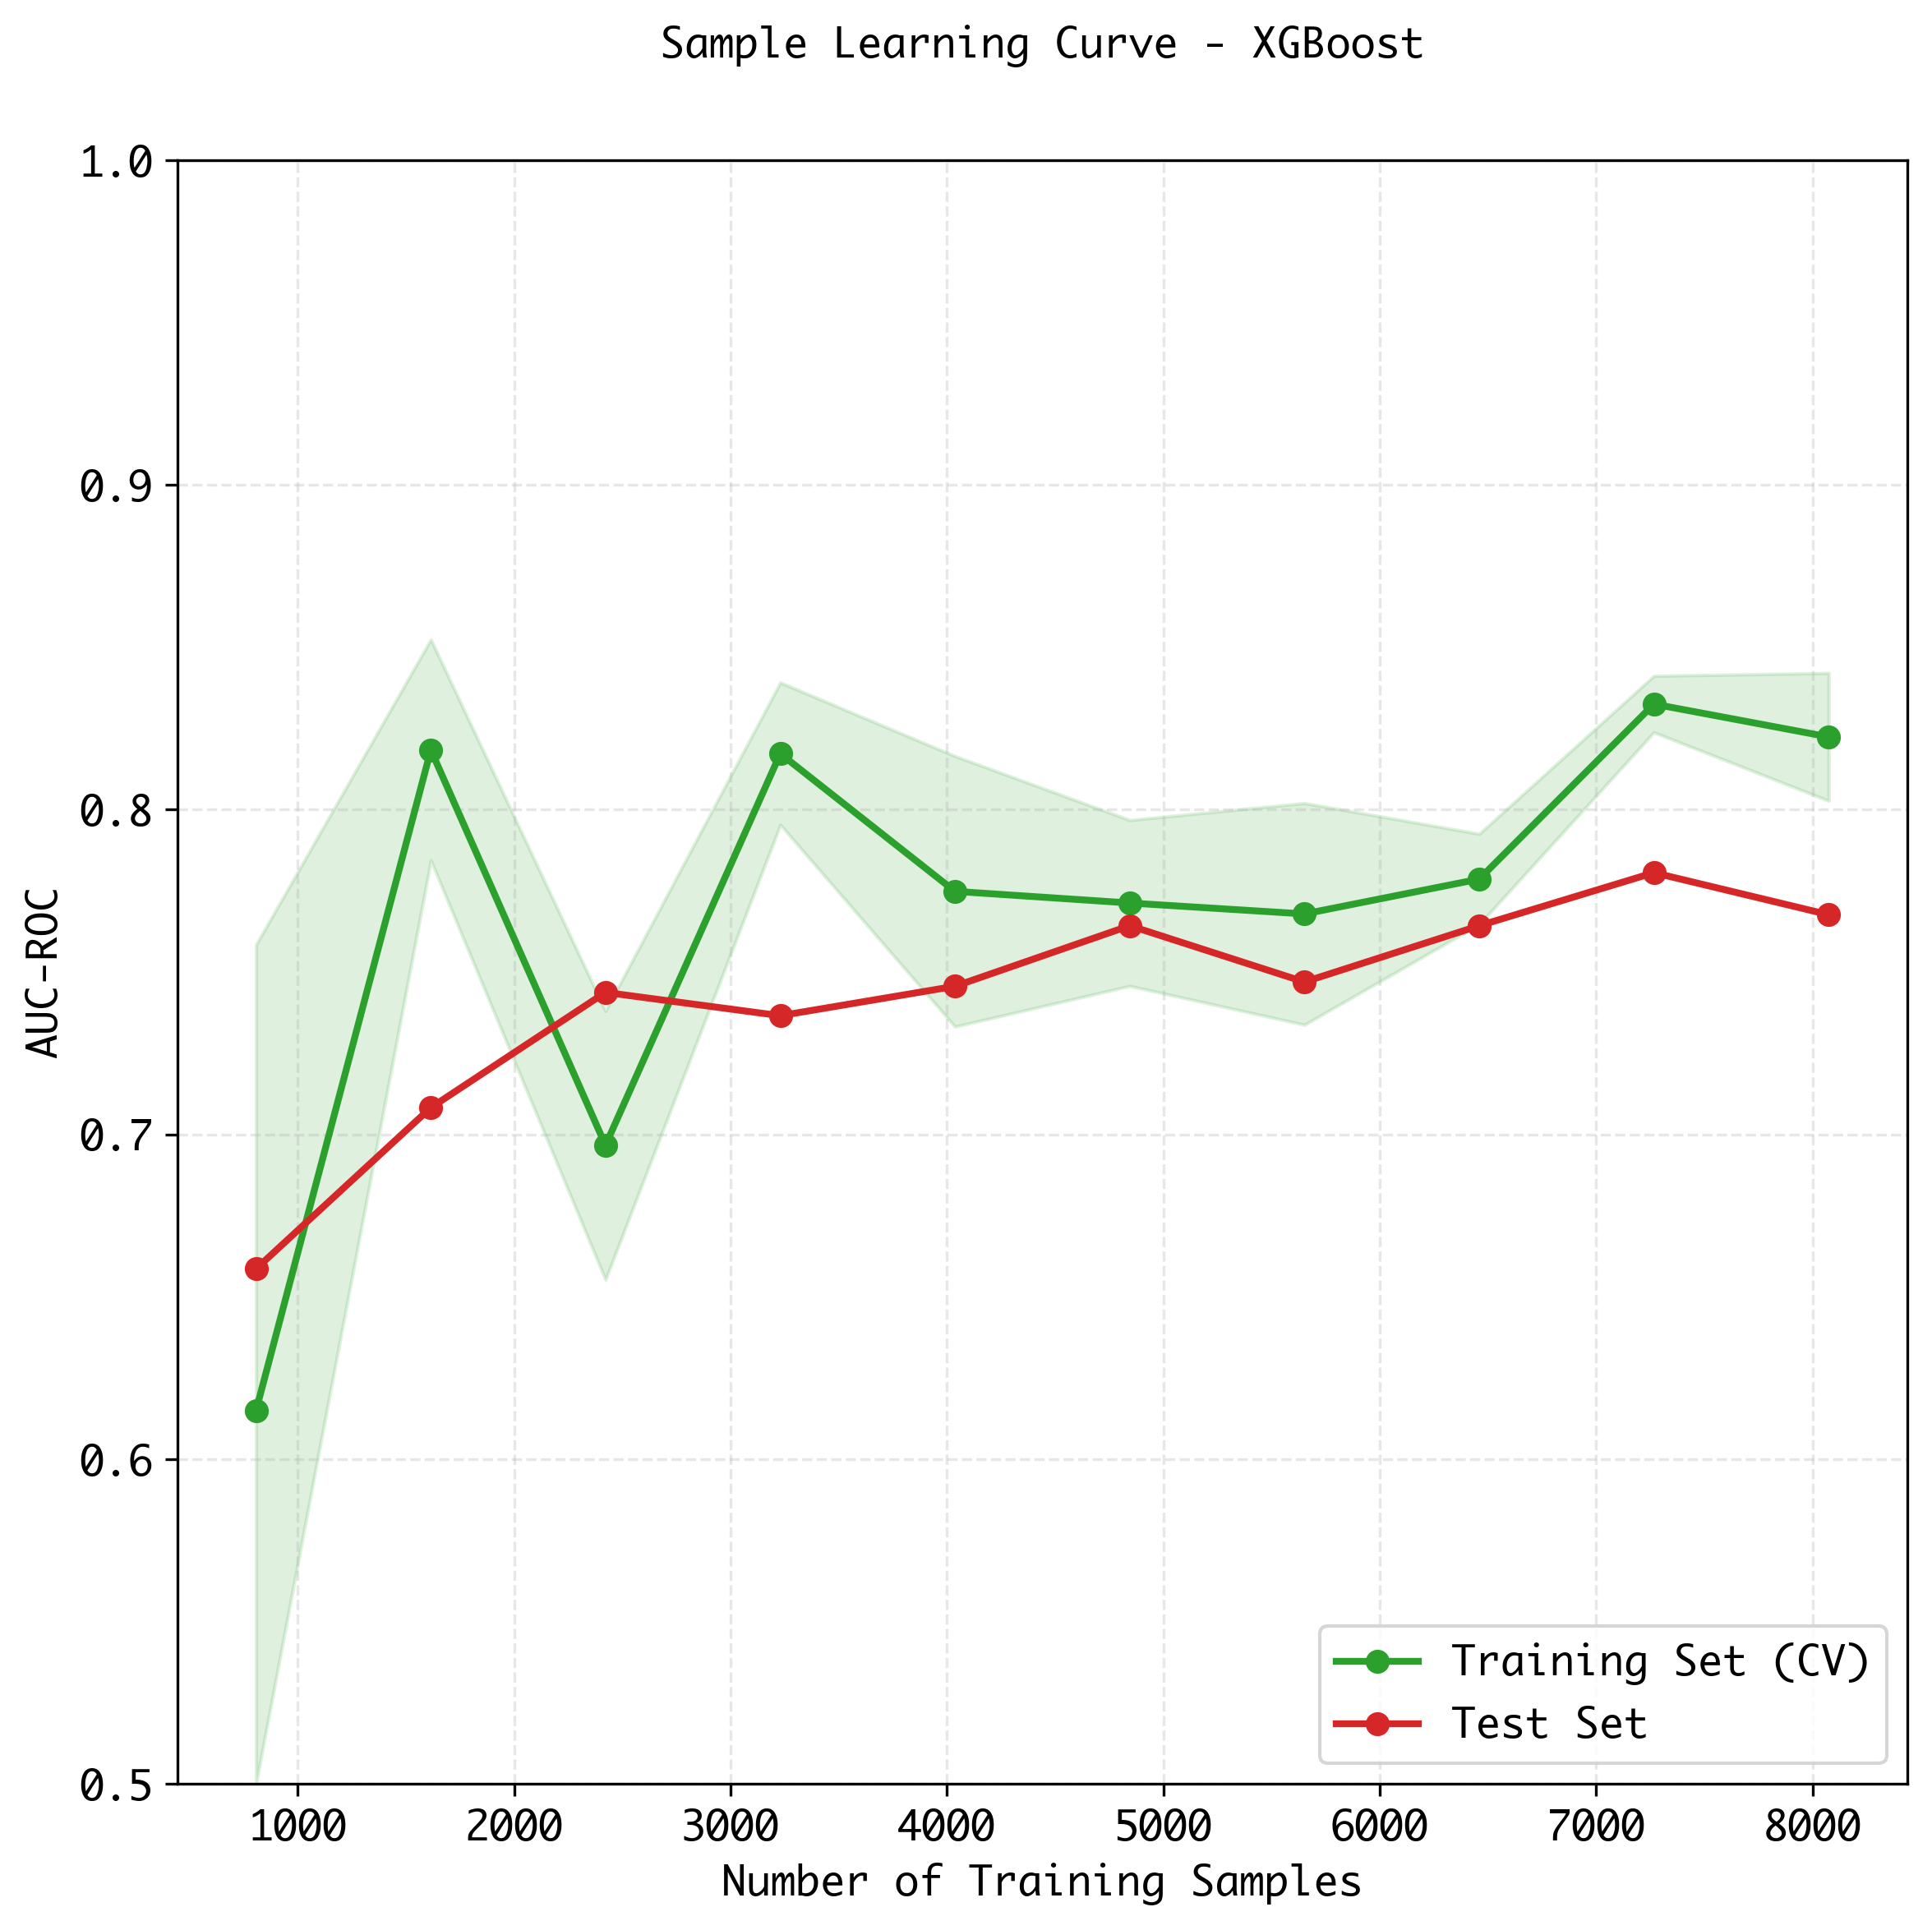 Sample Learning Curve - XGBoost
1.0
0.9
0.8
0.7
0.6
0.5
AUC-ROC
1000 2000 3000 4000 5000 6000 7000 8000
Number of Training Samples
Training Set (CV)
Test Set